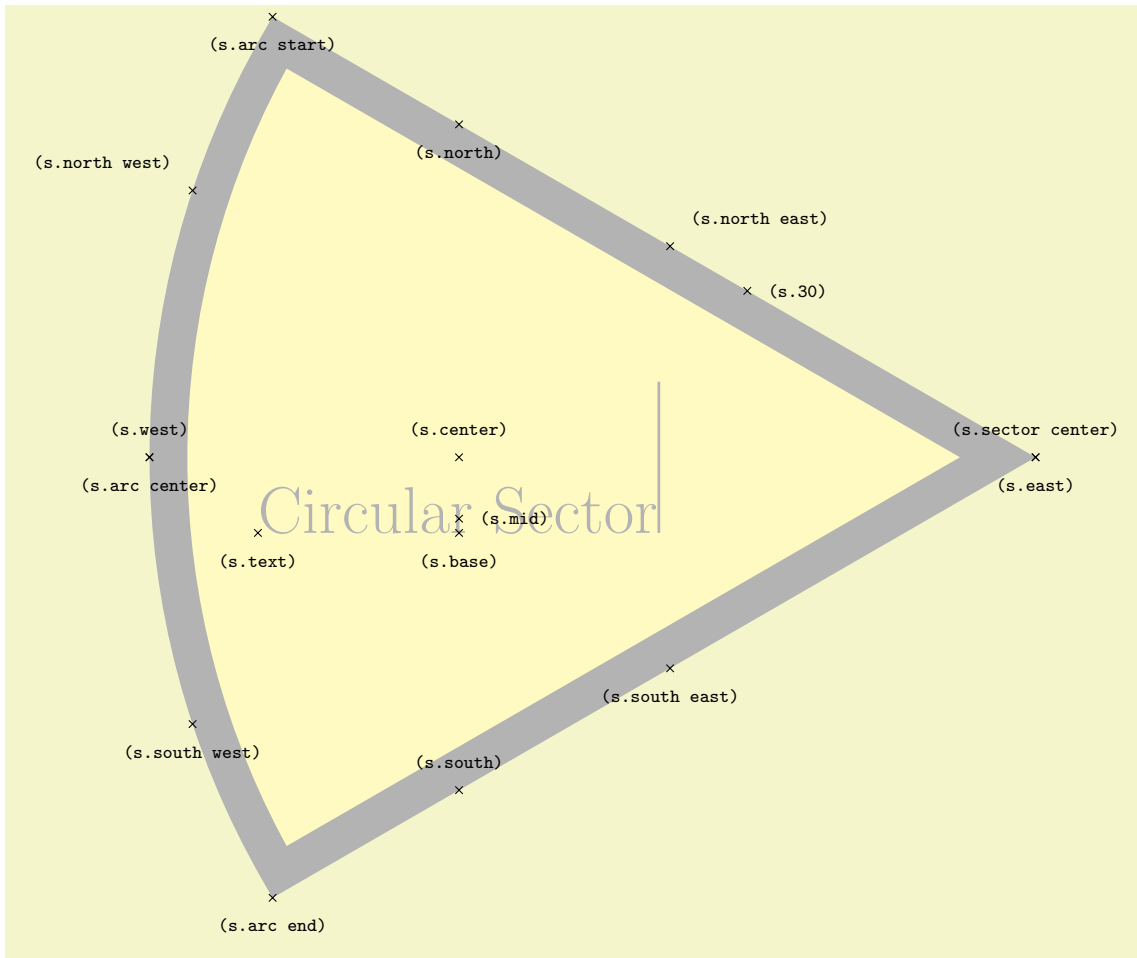 (s.arc start)
(s.north)
(s.north west)
(s.north east)
(s.30)
(s.west)
(s.center)
(s.sector center)
(s.arc center)
(s.east)
Circular Sector
(s.mid)
(s.text)
(s.base)
(s.south east)
(s.south west)
(s.south)
(s.arc end)